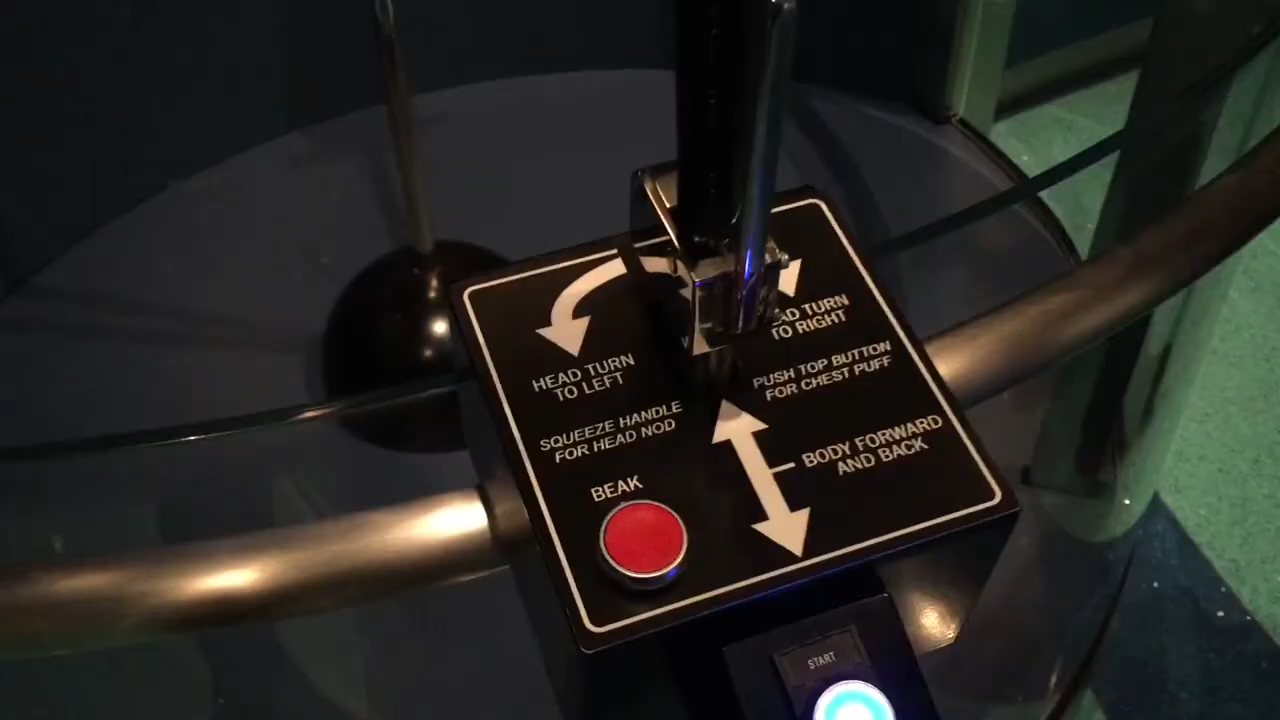 HEAD TURN
TO LEFT
AD TURN
TO RIGHT
SQUEEZE HANDLE
FOR HEAD NOD
PUSH TOP BUTTON
FOR CHEST PUFF
BODY FORWARD
AND BACK
BEAK
START